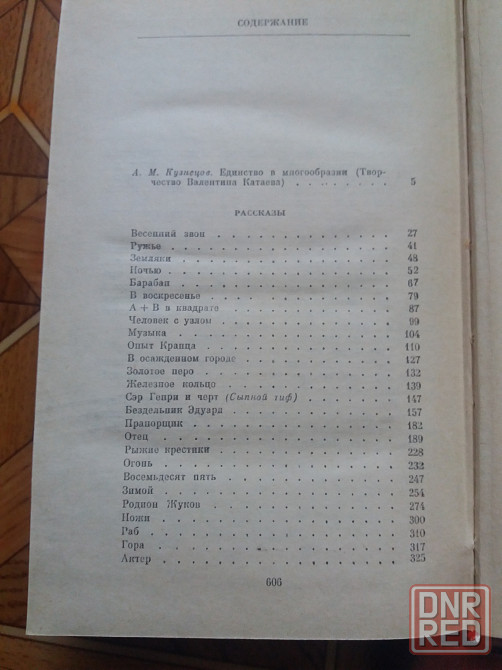 СОДЕРЖАНИЕ
А. М. Кузнецов. Единство в многообразии (Твор-
чество Валентина Катаева) . . . . . . . . 5
РАССКАЗЫ
Весенний звон . . . . . . . . . . . . 27
Ружье . . . . . . . . . . . . . . 41
Земляки . . . . . . . . . . . . . 48
Ночью . . . . . . . . . . . . . . 52
Барабан . . . . . . . . . . . . . 67
В воскресенье . . . . . . . . . . . . 79
А + В в квадрате . . . . . . . . . . . 87
Человек с узлом . . . . . . . . . . . 99
Музыка . . . . . . . . . . . . . . 104
Опыт Кранца . . . . . . . . . . . . 110
В осажденном городе . . . . . . . . . . 127
Золотое перо . . . . . . . . . . . . 132
Железное кольцо . . . . . . . . . . . 139
Сэр Генри и черт (Сыпной тиф) . . . . . . . 147
Бездельник Эдуард . . . . . . . . . . . 157
Прапорщик . . . . . . . . . . . . . 182
Отец . . . . . . . . . . . . . . 189
Рыжие крестики . . . . . . . . . . . . 228
Огонь . . . . . . . . . . . . . . 232
Восемьдесят пять . . . . . . . . . . . 247
Зимой . . . . . . . . . . . . . . 254
Родион Жуков . . . . . . . . . . . . 274
Ножи . . . . . . . . . . . . . . 300
Раб . . . . . . . . . . . . . . . 310
Гора . . . . . . . . . . . . . . 317
Актер . . . . . . . . . . . . . . 325
606
DNR
RED